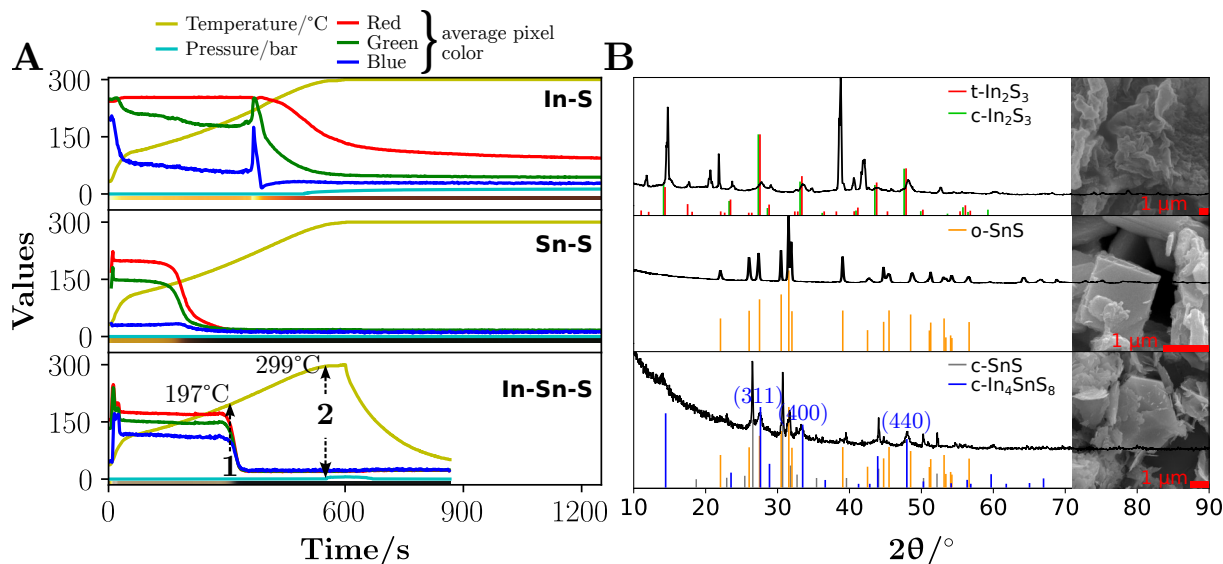 Temperature/°C
Pressure/bar
Red
Green
Blue
average pixel
color
A
Values
300
150
0
In-S
300
150
0
Sn-S
300
150
0
In-Sn-S
197°C
299°C
1
2
0
300
600
900
1200
Time/s
B
t-In₂S₃
c-In₂S₃
1 µm
o-SnS
1 µm
c-SnS
c-In₄SnS₈
(311)
(400)
(440)
1 µm
10
20
30
40
50
60
70
80
90
2θ/°